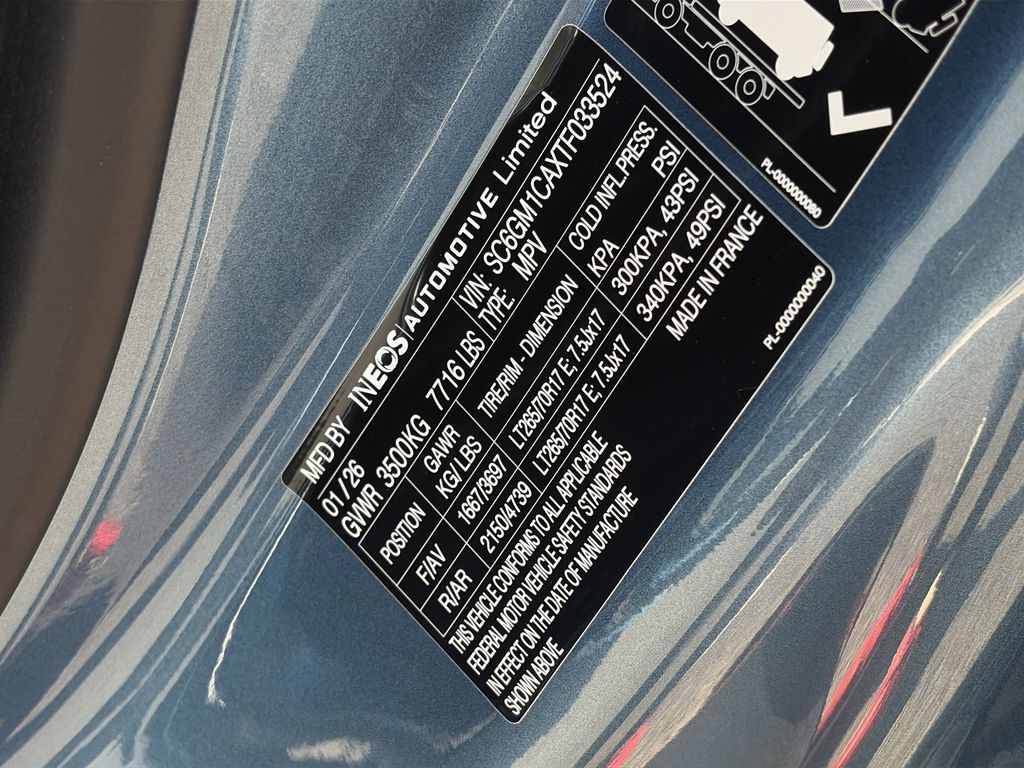 MFD BY INEOS AUTOMOTIVE Limited
01/26
GVWR 3500KG 7716 LBS
VIN: SC6GM1CAXTF033524
TYPE: MPV
POSITION GAWR KG/LBS TIRE/RIM - DIMENSION COLD INFL.PRESS. KPA PSI
F/AV 1667/3697 LT265/70R17 E; 7.5Jx17 300KPA, 43PSI
R/AR 2150/4739 LT265/70R17 E; 7.5Jx17 340KPA, 49PSI
THIS VEHICLE CONFORMS TO ALL APPLICABLE
FEDERAL MOTOR VEHICLE SAFETY STANDARDS
IN EFFECT ON THE DATE OF MANUFACTURE
SHOWN ABOVE
MADE IN FRANCE
PL-0000000040
PL-0000000080